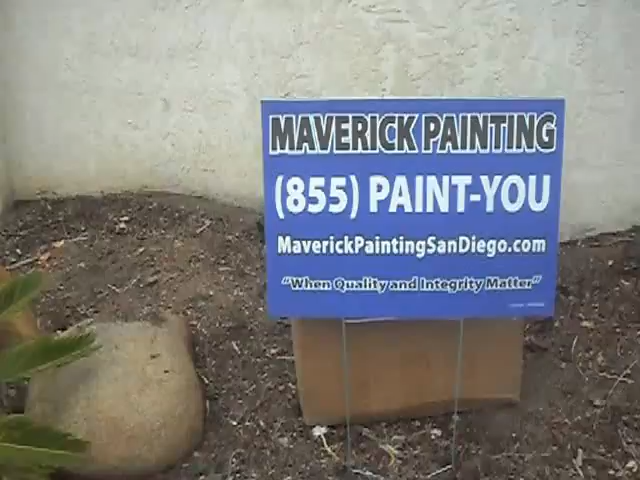 MAVERICK PAINTING
(855) PAINT-YOU
MaverickPaintingSanDiego.com
"When Quality and Integrity Matter"